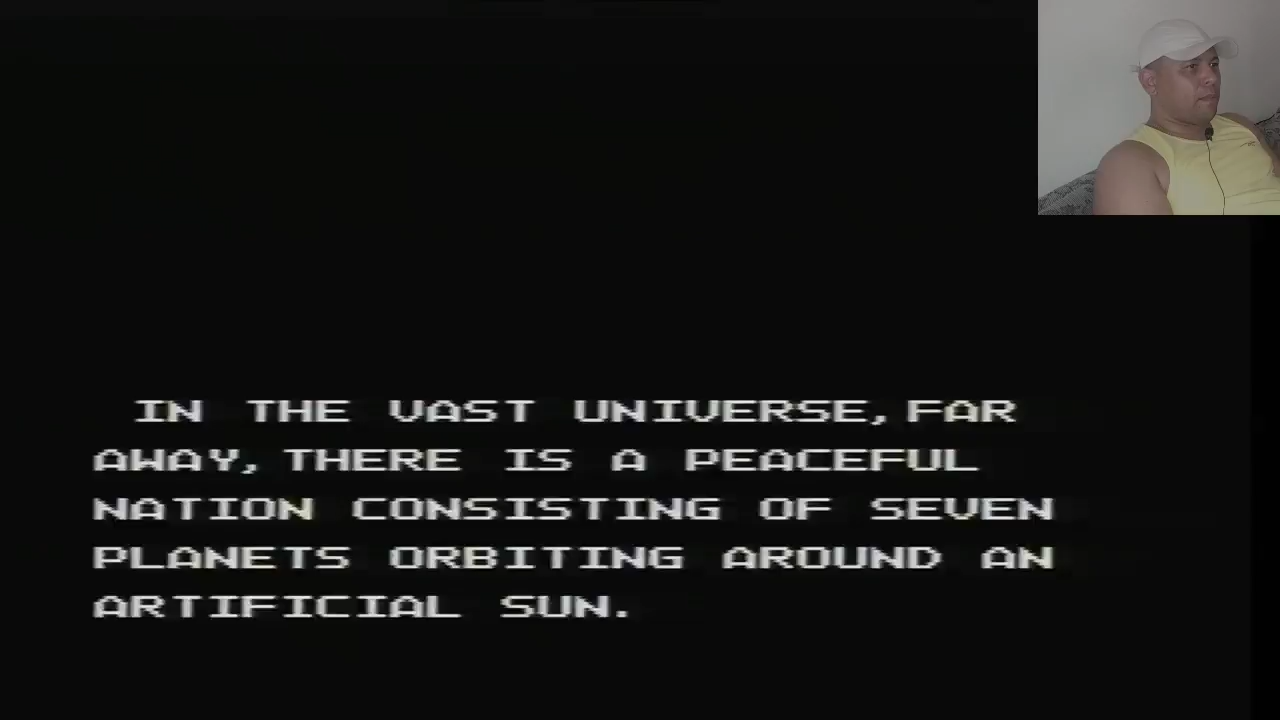 IN THE VAST UNIVERSE, FAR
AWAY, THERE IS A PEACEFUL
NATION CONSISTING OF SEVEN
PLANETS ORBITING AROUND AN
ARTIFICIAL SUN.